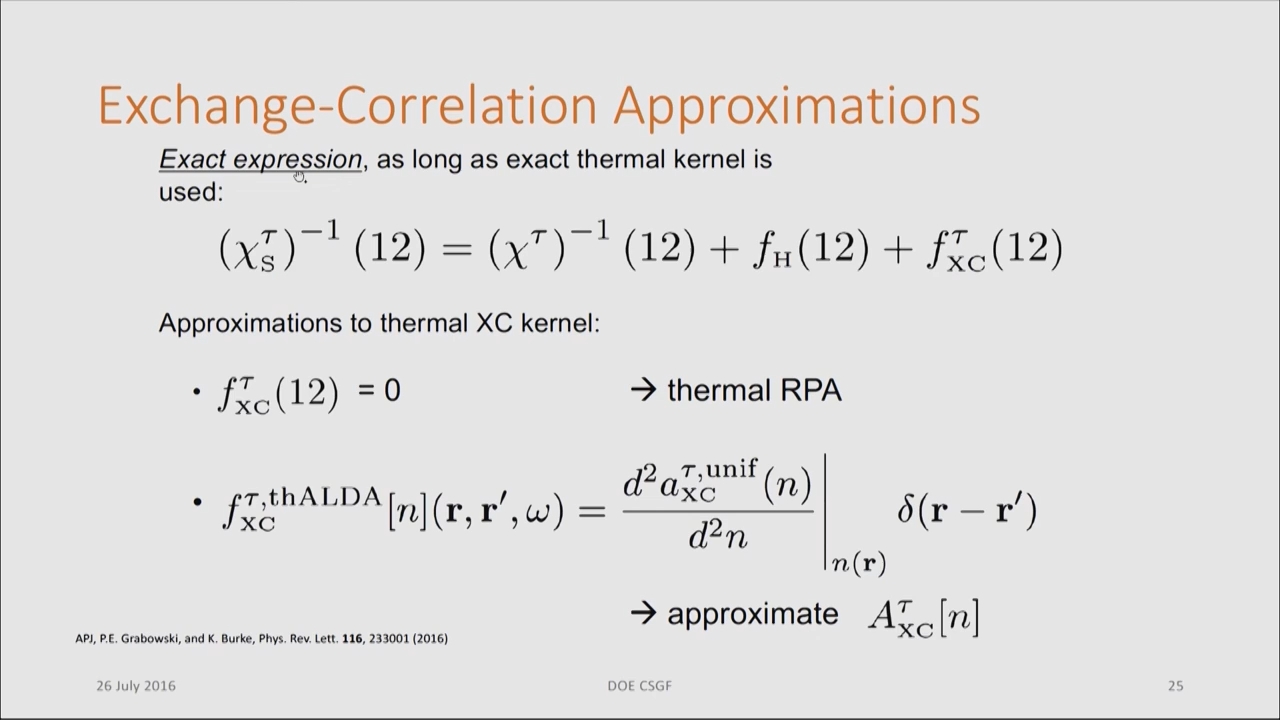 Exchange-Correlation Approximations
Exact expression, as long as exact thermal kernel is
used:
(χ_S^τ)^{−1} (12) = (χ^τ)^{−1} (12) + f_H(12) + f_XC^τ(12)
Approximations to thermal XC kernel:
• f_XC^τ(12) = 0 → thermal RPA
• f_XC^{τ,thALDA}[n](r, r′, ω) = d²a_XC^{τ,unif}(n) / d²n |_{n(r)} δ(r − r′)
→ approximate A_XC^τ[n]
APJ, P.E. Grabowski, and K. Burke, Phys. Rev. Lett. 116, 233001 (2016)
26 July 2016 DOE CSGF 25